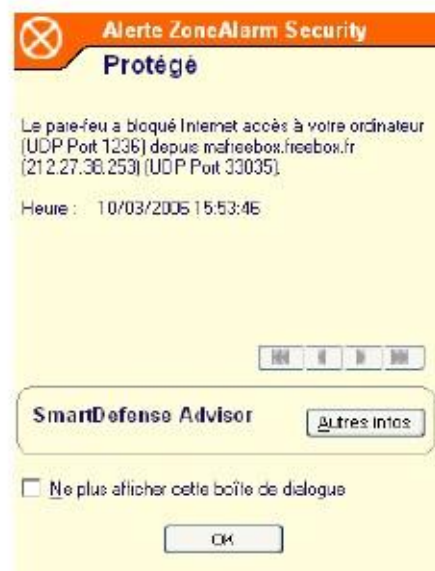 Alerte ZoneAlarm Security
Protégé
Le pare-feu a bloqué Internet accès à votre ordinateur
(UDP Port 1236) depuis mafreebox.freebox.fr
(212.27.38.253) (UDP Port 33035).
Heure : 10/03/2006 15:53:46
SmartDefense Advisor
Autres infos
Ne plus afficher cette boîte de dialogue
OK